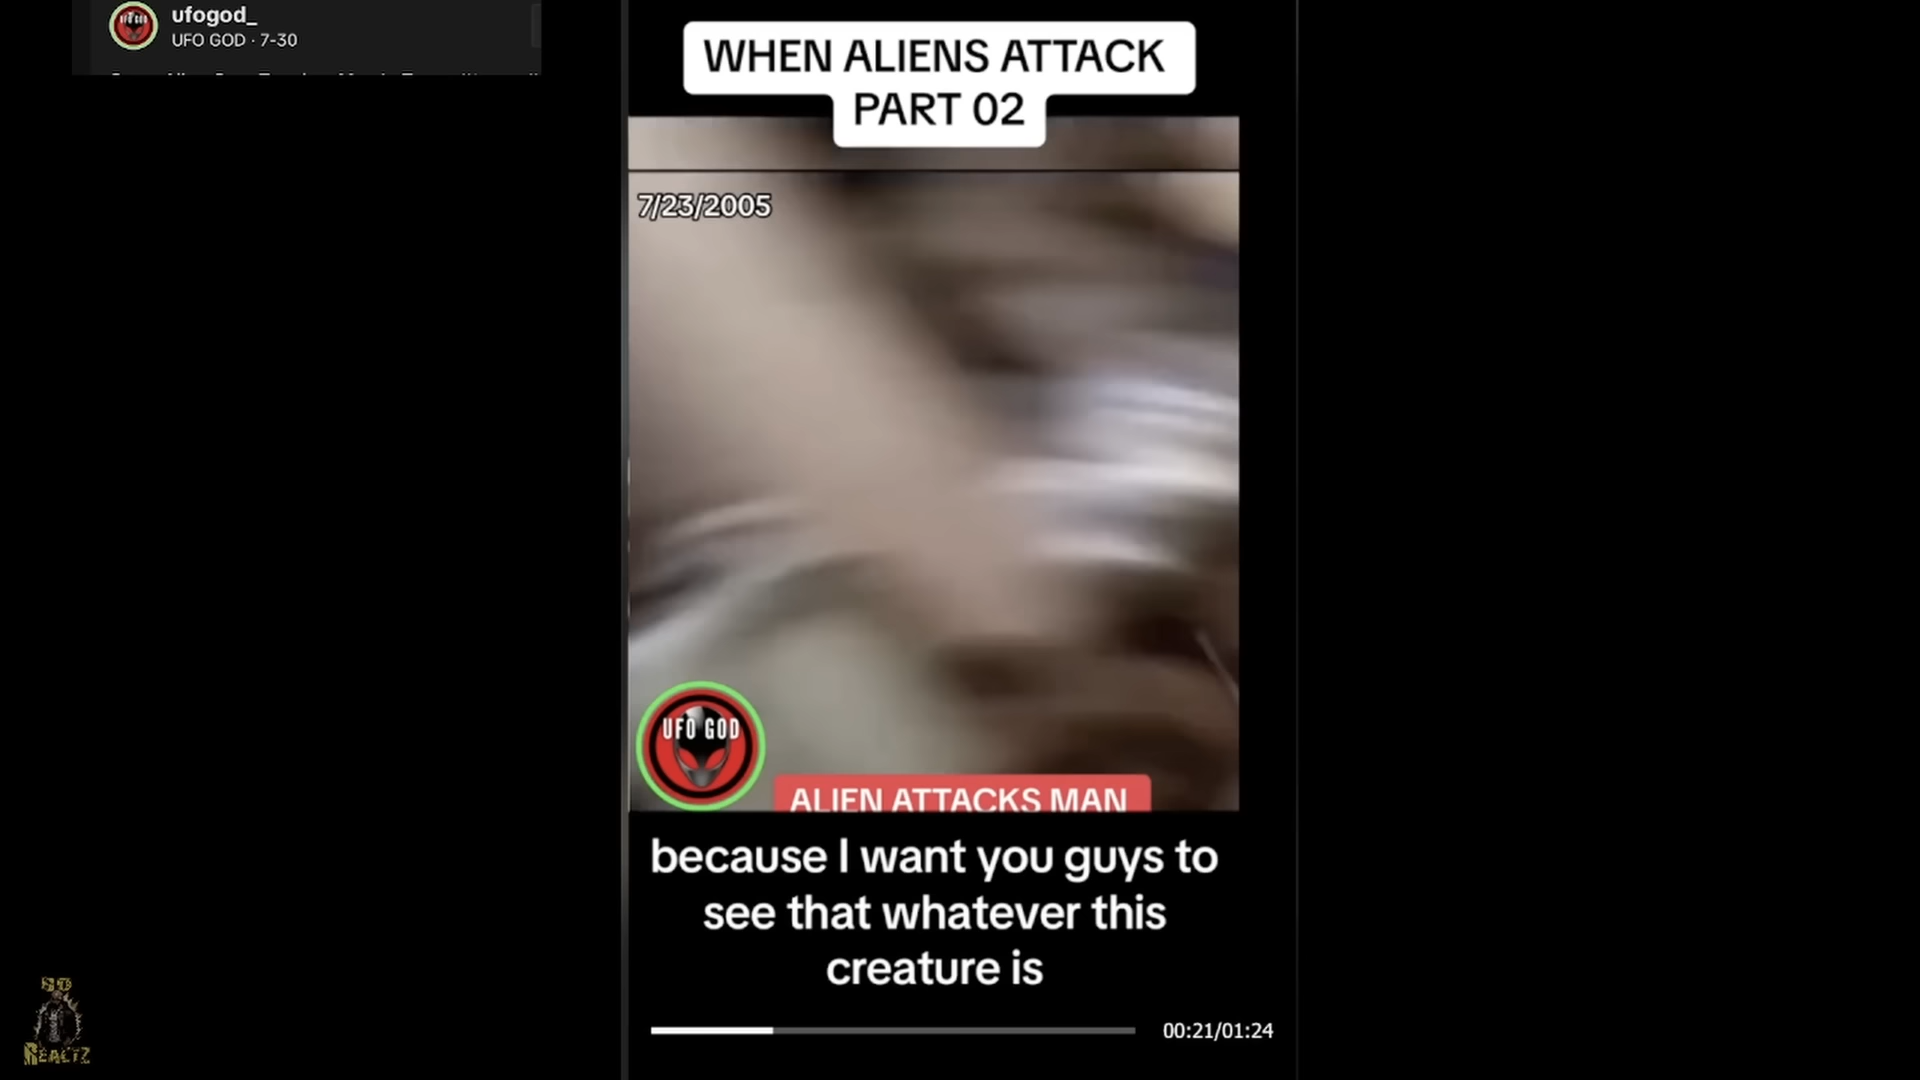 ufogod_
UFO GOD · 7-30
WHEN ALIENS ATTACK
PART 02
7/23/2005
UFO GOD
ALIEN ATTACKS MAN
because I want you guys to
see that whatever this
creature is
00:21/01:24
REACTZ